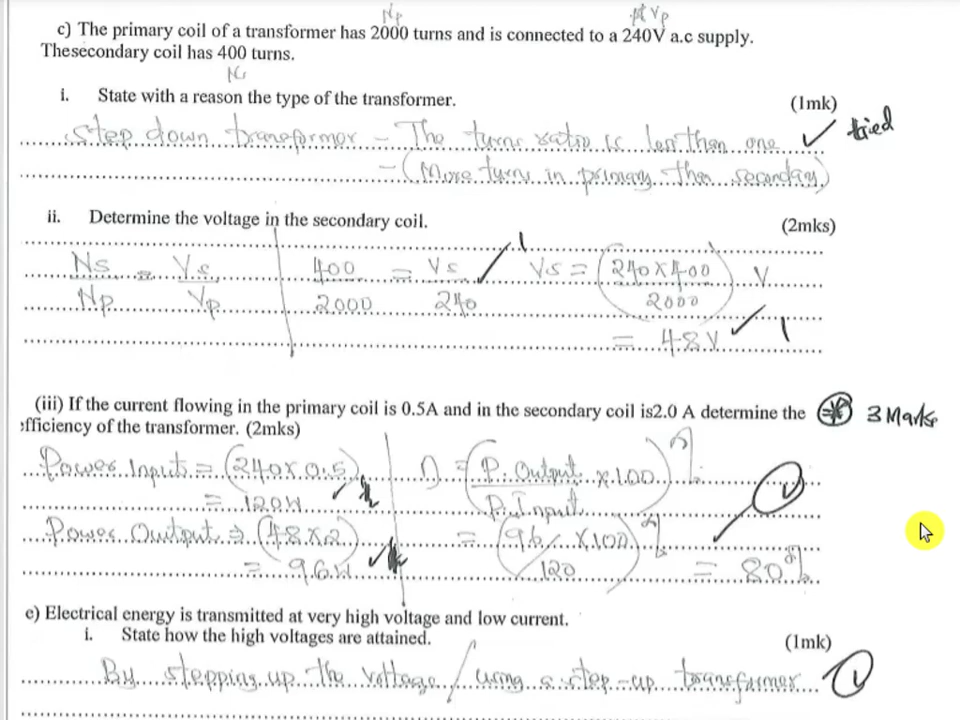 Np
pt Vp
c) The primary coil of a transformer has 2000 turns and is connected to a 240V a.c supply.
Thesecondary coil has 400 turns.
Ns
i. State with a reason the type of the transformer. (1mk)
step down transformer - The turns ratio is less than one ✓ tied
- (More turns in primary than secondary)
ii. Determine the voltage in the secondary coil. (2mks)
Ns/Np = Vs/Vp 400/2000 = Vs/240 ✓1 Vs = (240 x 400/2000) V
= 48V ✓1
(iii) If the current flowing in the primary coil is 0.5A and in the secondary coil is2.0 A determine the 3 Marks
efficiency of the transformer. (2mks)
Power Input = (240 x 0.5) η = (P. Output/P. Input x 100)%
= 120W
Power Output ⇒ (48 x 2) = (96/120 x 100)%
= 96W = 80%
e) Electrical energy is transmitted at very high voltage and low current.
i. State how the high voltages are attained. (1mk)
By stepping up the voltage / using a step-up transformer